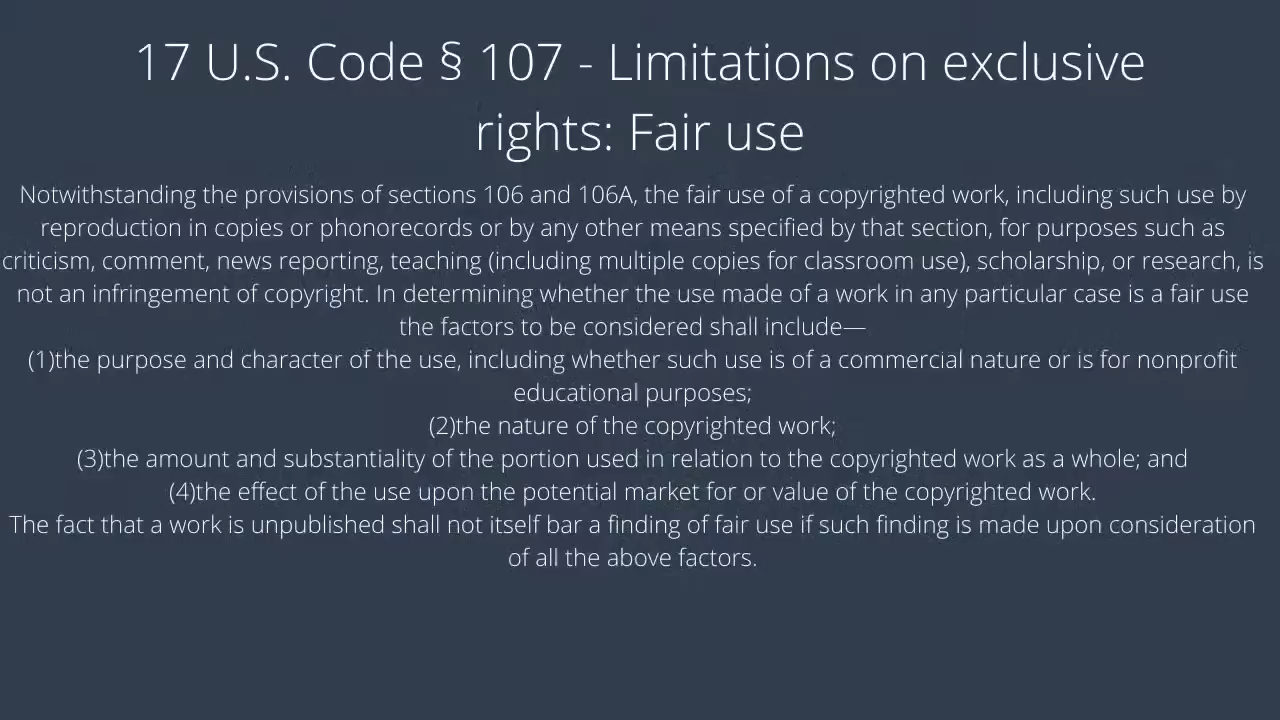 17 U.S. Code § 107 - Limitations on exclusive
rights: Fair use
Notwithstanding the provisions of sections 106 and 106A, the fair use of a copyrighted work, including such use by
reproduction in copies or phonorecords or by any other means specified by that section, for purposes such as
criticism, comment, news reporting, teaching (including multiple copies for classroom use), scholarship, or research, is
not an infringement of copyright. In determining whether the use made of a work in any particular case is a fair use
the factors to be considered shall include—
(1)the purpose and character of the use, including whether such use is of a commercial nature or is for nonprofit
educational purposes;
(2)the nature of the copyrighted work;
(3)the amount and substantiality of the portion used in relation to the copyrighted work as a whole; and
(4)the effect of the use upon the potential market for or value of the copyrighted work.
The fact that a work is unpublished shall not itself bar a finding of fair use if such finding is made upon consideration
of all the above factors.